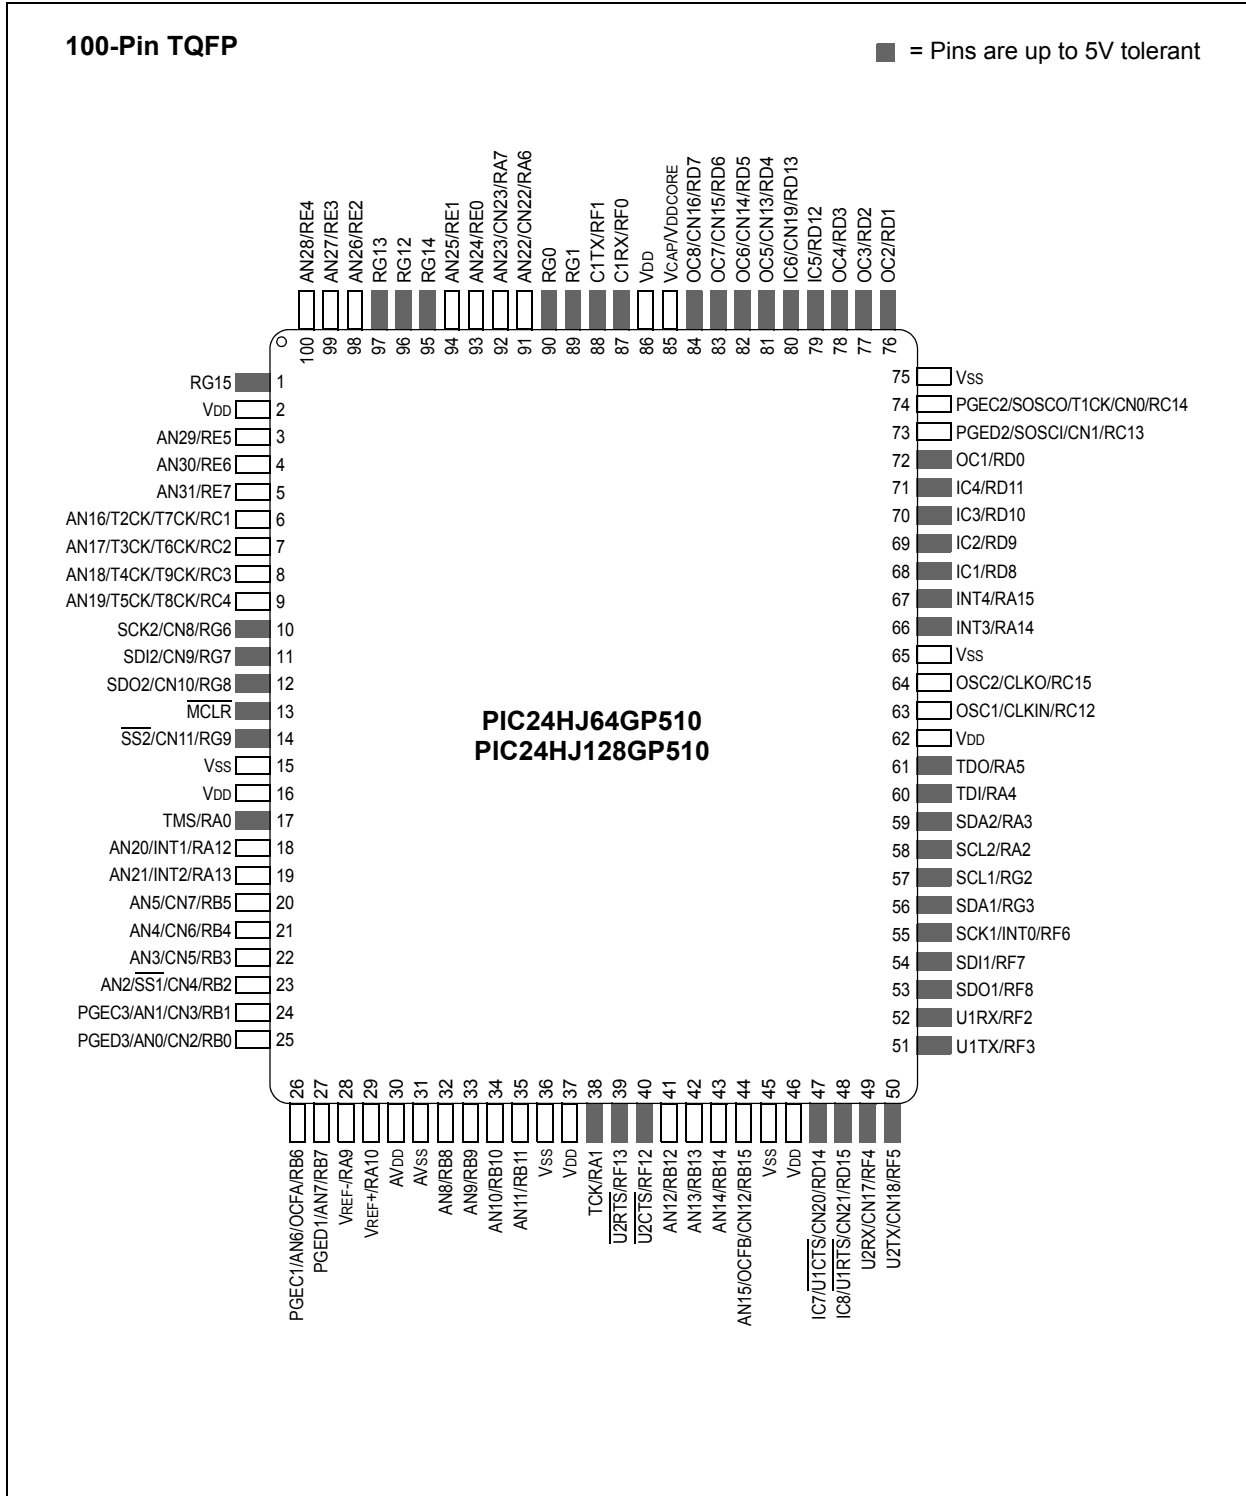 100-Pin TQFP
= Pins are up to 5V tolerant
AN28/RE4
AN27/RE3
AN26/RE2
RG13
RG12
RG14
AN25/RE1
AN24/RE0
AN23/CN23/RA7
AN22/CN22/RA6
RG0
RG1
C1TX/RF1
C1RX/RF0
VDD
VCAP/VDDCORE
OC8/CN16/RD7
OC7/CN15/RD6
OC6/CN14/RD5
OC5/CN13/RD4
IC6/CN19/RD13
IC5/RD12
OC4/RD3
OC3/RD2
OC2/RD1
100
99
98
97
96
95
94
93
92
91
90
89
88
87
86
85
84
83
82
81
80
79
78
77
76
RG15 1
VDD 2
AN29/RE5 3
AN30/RE6 4
AN31/RE7 5
AN16/T2CK/T7CK/RC1 6
AN17/T3CK/T6CK/RC2 7
AN18/T4CK/T9CK/RC3 8
AN19/T5CK/T8CK/RC4 9
SCK2/CN8/RG6 10
SDI2/CN9/RG7 11
SDO2/CN10/RG8 12
MCLR 13
SS2/CN11/RG9 14
VSS 15
VDD 16
TMS/RA0 17
AN20/INT1/RA12 18
AN21/INT2/RA13 19
AN5/CN7/RB5 20
AN4/CN6/RB4 21
AN3/CN5/RB3 22
AN2/SS1/CN4/RB2 23
PGEC3/AN1/CN3/RB1 24
PGED3/AN0/CN2/RB0 25
PIC24HJ64GP510
PIC24HJ128GP510
75 VSS
74 PGEC2/SOSCO/T1CK/CN0/RC14
73 PGED2/SOSCI/CN1/RC13
72 OC1/RD0
71 IC4/RD11
70 IC3/RD10
69 IC2/RD9
68 IC1/RD8
67 INT4/RA15
66 INT3/RA14
65 VSS
64 OSC2/CLKO/RC15
63 OSC1/CLKIN/RC12
62 VDD
61 TDO/RA5
60 TDI/RA4
59 SDA2/RA3
58 SCL2/RA2
57 SCL1/RG2
56 SDA1/RG3
55 SCK1/INT0/RF6
54 SDI1/RF7
53 SDO1/RF8
52 U1RX/RF2
51 U1TX/RF3
26
27
28
29
30
31
32
33
34
35
36
37
38
39
40
41
42
43
44
45
46
47
48
49
50
PGEC1/AN6/OCFA/RB6
PGED1/AN7/RB7
VREF-/RA9
VREF+/RA10
AVDD
AVSS
AN8/RB8
AN9/RB9
AN10/RB10
AN11/RB11
VSS
VDD
TCK/RA1
U2RTS/RF13
U2CTS/RF12
AN12/RB12
AN13/RB13
AN14/RB14
AN15/OCFB/CN12/RB15
VSS
VDD
IC7/U1CTS/CN20/RD14
IC8/U1RTS/CN21/RD15
U2RX/CN17/RF4
U2TX/CN18/RF5